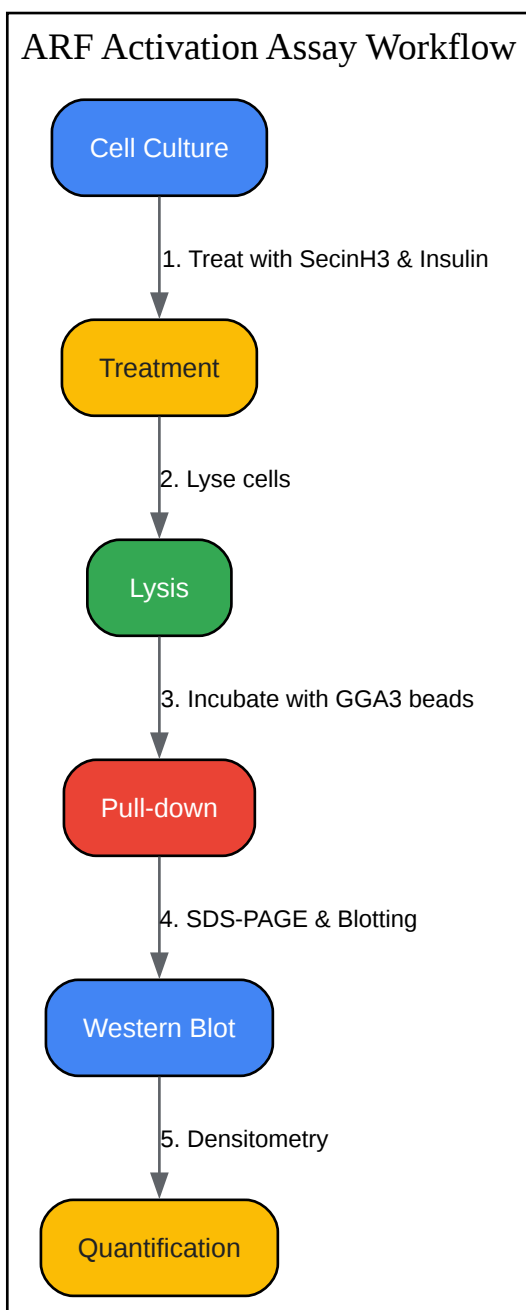 ARF Activation Assay Workflow
Cell Culture
1. Treat with SecinH3 & Insulin
Treatment
2. Lyse cells
Lysis
3. Incubate with GGA3 beads
Pull-down
4. SDS-PAGE & Blotting
Western Blot
5. Densitometry
Quantification